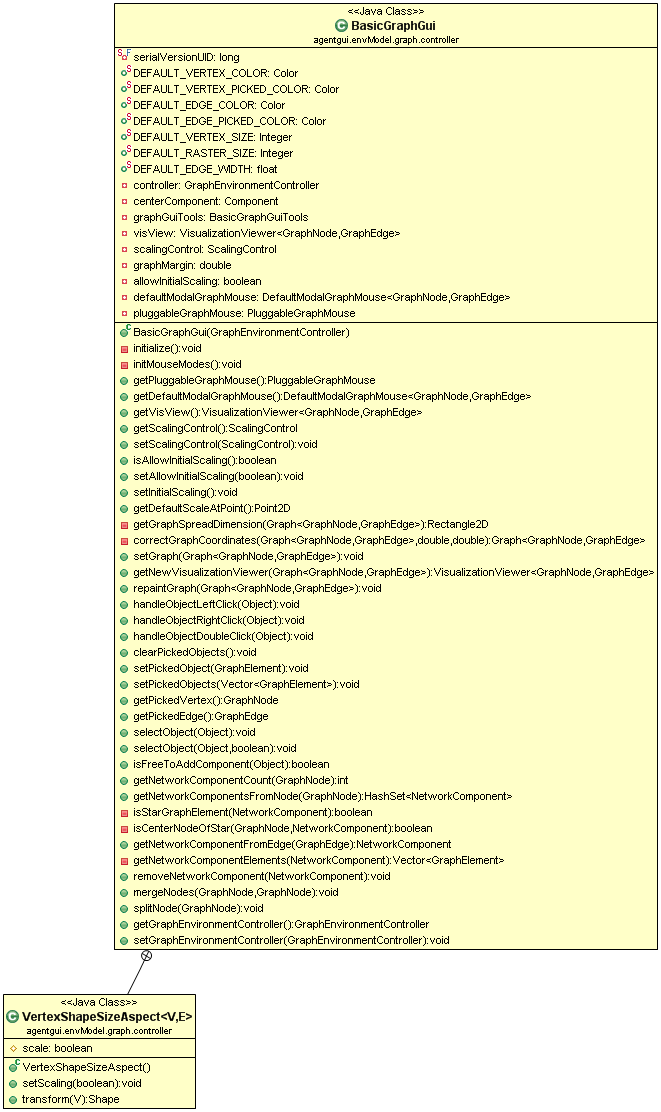 <<Java Class>>
BasicGraphGui
agentgui.envModel.graph.controller
serialVersionUID: long
DEFAULT_VERTEX_COLOR: Color
DEFAULT_VERTEX_PICKED_COLOR: Color
DEFAULT_EDGE_COLOR: Color
DEFAULT_EDGE_PICKED_COLOR: Color
DEFAULT_VERTEX_SIZE: Integer
DEFAULT_RASTER_SIZE: Integer
DEFAULT_EDGE_WIDTH: float
controller: GraphEnvironmentController
centerComponent: Component
graphGuiTools: BasicGraphGuiTools
visView: VisualizationViewer<GraphNode,GraphEdge>
scalingControl: ScalingControl
graphMargin: double
allowInitialScaling: boolean
defaultModalGraphMouse: DefaultModalGraphMouse<GraphNode,GraphEdge>
pluggableGraphMouse: PluggableGraphMouse
BasicGraphGui(GraphEnvironmentController)
initialize():void
initMouseModes():void
getPluggableGraphMouse():PluggableGraphMouse
getDefaultModalGraphMouse():DefaultModalGraphMouse<GraphNode,GraphEdge>
getVisView():VisualizationViewer<GraphNode,GraphEdge>
getScalingControl():ScalingControl
setScalingControl(ScalingControl):void
isAllowInitialScaling():boolean
setAllowInitialScaling(boolean):void
setInitialScaling():void
getDefaultScaleAtPoint():Point2D
getGraphSpreadDimension(Graph<GraphNode,GraphEdge>):Rectangle2D
correctGraphCoordinates(Graph<GraphNode,GraphEdge>,double,double):Graph<GraphNode,GraphEdge>
setGraph(Graph<GraphNode,GraphEdge>):void
getNewVisualizationViewer(Graph<GraphNode,GraphEdge>):VisualizationViewer<GraphNode,GraphEdge>
repaintGraph(Graph<GraphNode,GraphEdge>):void
handleObjectLeftClick(Object):void
handleObjectRightClick(Object):void
handleObjectDoubleClick(Object):void
clearPickedObjects():void
setPickedObject(GraphElement):void
setPickedObjects(Vector<GraphElement>):void
getPickedVertex():GraphNode
getPickedEdge():GraphEdge
selectObject(Object):void
selectObject(Object,boolean):void
isFreeToAddComponent(Object):boolean
getNetworkComponentCount(GraphNode):int
getNetworkComponentsFromNode(GraphNode):HashSet<NetworkComponent>
isStarGraphElement(NetworkComponent):boolean
isCenterNodeOfStar(GraphNode,NetworkComponent):boolean
getNetworkComponentFromEdge(GraphEdge):NetworkComponent
getNetworkComponentElements(NetworkComponent):Vector<GraphElement>
removeNetworkComponent(NetworkComponent):void
mergeNodes(GraphNode,GraphNode):void
splitNode(GraphNode):void
getGraphEnvironmentController():GraphEnvironmentController
setGraphEnvironmentController(GraphEnvironmentController):void
<<Java Class>>
VertexShapeSizeAspect<V,E>
agentgui.envModel.graph.controller
scale: boolean
VertexShapeSizeAspect()
setScaling(boolean):void
transform(V):Shape